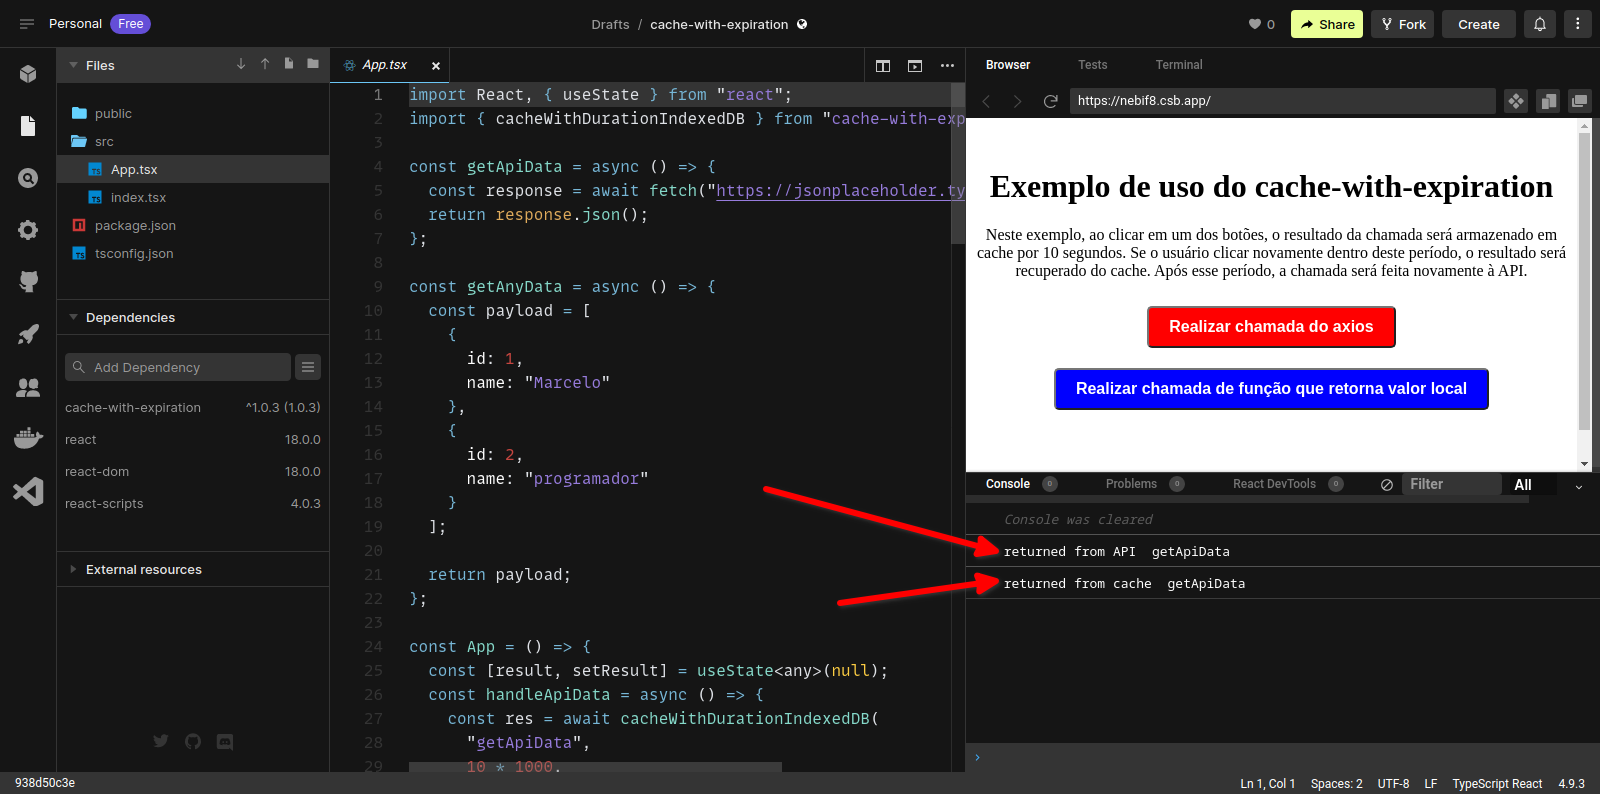 Personal Free
Drafts / cache-with-expiration
0 Share Fork Create
Files
public
src
App.tsx
index.tsx
package.json
tsconfig.json
Dependencies
Add Dependency
cache-with-expiration ^1.0.3 (1.0.3)
react 18.0.0
react-dom 18.0.0
react-scripts 4.0.3
External resources
App.tsx
1 import React, { useState } from "react";
2 import { cacheWithDurationIndexedDB } from "cache-with-exp
3
4 const getApiData = async () => {
5 const response = await fetch("https://jsonplaceholder.ty
6 return response.json();
7 };
8
9 const getAnyData = async () => {
10 const payload = [
11 {
12 id: 1,
13 name: "Marcelo"
14 },
15 {
16 id: 2,
17 name: "programador"
18 }
19 ];
20
21 return payload;
22 };
23
24 const App = () => {
25 const [result, setResult] = useState<any>(null);
26 const handleApiData = async () => {
27 const res = await cacheWithDurationIndexedDB(
28 "getApiData",
29 10 * 1000,
Browser Tests Terminal
https://nebif8.csb.app/
Exemplo de uso do cache-with-expiration
Neste exemplo, ao clicar em um dos botões, o resultado da chamada será armazenado em
cache por 10 segundos. Se o usuário clicar novamente dentro deste período, o resultado será
recuperado do cache. Após esse período, a chamada será feita novamente à API.
Realizar chamada do axios
Realizar chamada de função que retorna valor local
Console 0 Problems 0 React DevTools 0 Filter All
Console was cleared
returned from API getApiData
returned from cache getApiData
938d50c3e
Ln 1, Col 1 Spaces: 2 UTF-8 LF TypeScript React 4.9.3